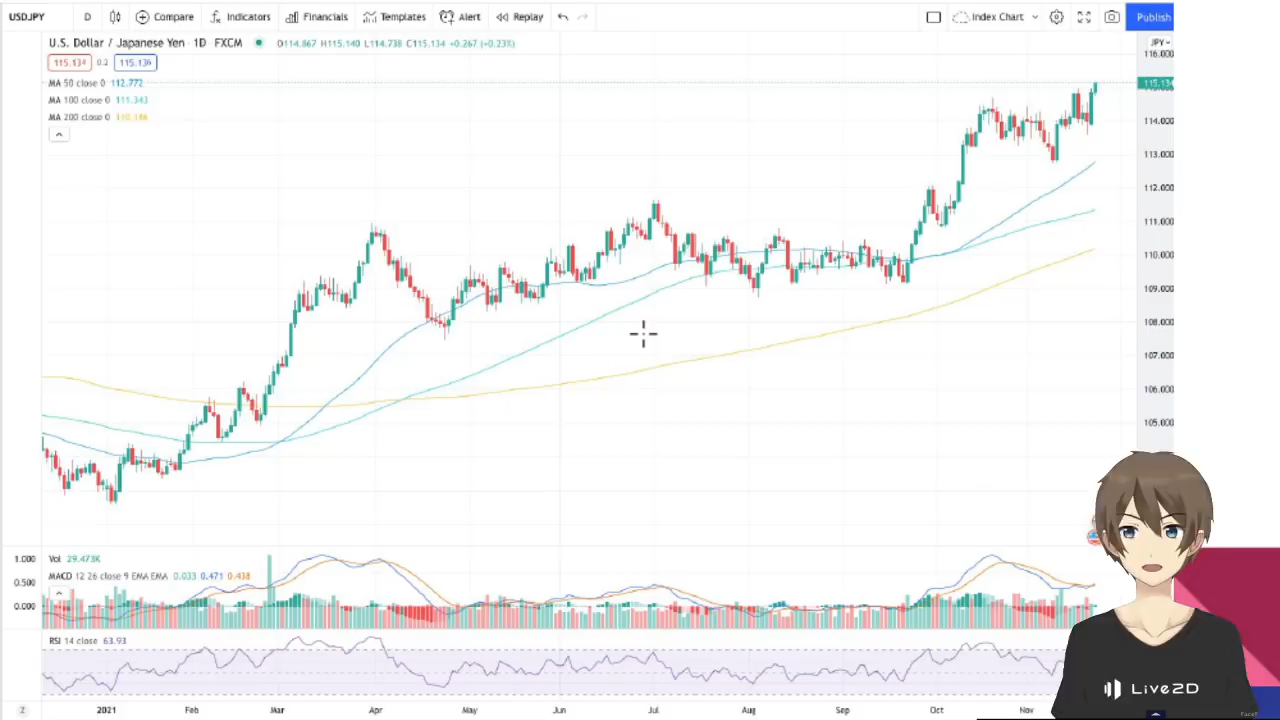 USDJPY D Compare Indicators Financials Templates Alert Replay Index Chart Publish
U.S. Dollar / Japanese Yen 1D FXCM O114.867 H115.140 L114.738 C115.134 +0.267 (+0.23%)
JPY
115.134 0.2 115.136
MA 50 close 0 112.772
MA 100 close 0 111.343
MA 200 close 0
116.000
115.134
114.000
113.000
112.000
111.000
110.000
109.000
108.000
107.000
106.000
105.000
Vol 29.473K
MACD 12 26 close 9 EMA EMA 0.033 0.471 0.438
1.000
0.500
0.000
RSI 14 close 63.93
Z 2021 Feb Mar Apr May Jun Jul Aug Sep Oct Nov
Live2D